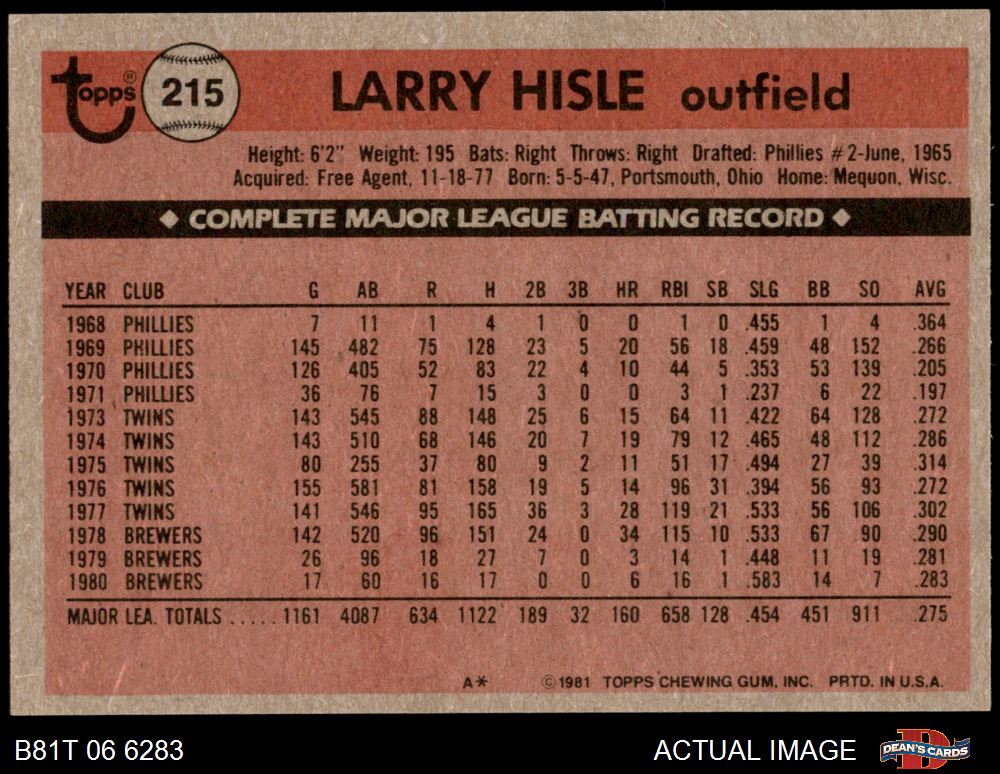 topps® 215 LARRY HISLE outfield
Height: 6'2" Weight: 195 Bats: Right Throws: Right Drafted: Phillies #2-June, 1965
Acquired: Free Agent, 11-18-77 Born: 5-5-47, Portsmouth, Ohio Home: Mequon, Wisc.
◆ COMPLETE MAJOR LEAGUE BATTING RECORD ◆
YEAR CLUB G AB R H 2B 3B HR RBI SB SLG BB SO AVG
1968 PHILLIES 7 11 1 4 1 0 0 1 0 .455 1 4 .364
1969 PHILLIES 145 482 75 128 23 5 20 56 18 .459 48 152 .266
1970 PHILLIES 126 405 52 83 22 4 10 44 5 .353 53 139 .205
1971 PHILLIES 36 76 7 15 3 0 0 3 1 .237 6 22 .197
1973 TWINS 143 545 88 148 25 6 15 64 11 .422 64 128 .272
1974 TWINS 143 510 68 146 20 7 19 79 12 .465 48 112 .286
1975 TWINS 80 255 37 80 9 2 11 51 17 .494 27 39 .314
1976 TWINS 155 581 81 158 19 5 14 96 31 .394 56 93 .272
1977 TWINS 141 546 95 165 36 3 28 119 21 .533 56 106 .302
1978 BREWERS 142 520 96 151 24 0 34 115 10 .533 67 90 .290
1979 BREWERS 26 96 18 27 7 0 3 14 1 .448 11 19 .281
1980 BREWERS 17 60 16 17 0 0 6 16 1 .583 14 7 .283
MAJOR LEA. TOTALS ..... 1161 4087 634 1122 189 32 160 658 128 .454 451 911 .275
A* ©1981 TOPPS CHEWING GUM, INC. PRTD. IN U.S.A.
B81T 06 6283 ACTUAL IMAGE DEAN'S CARDS